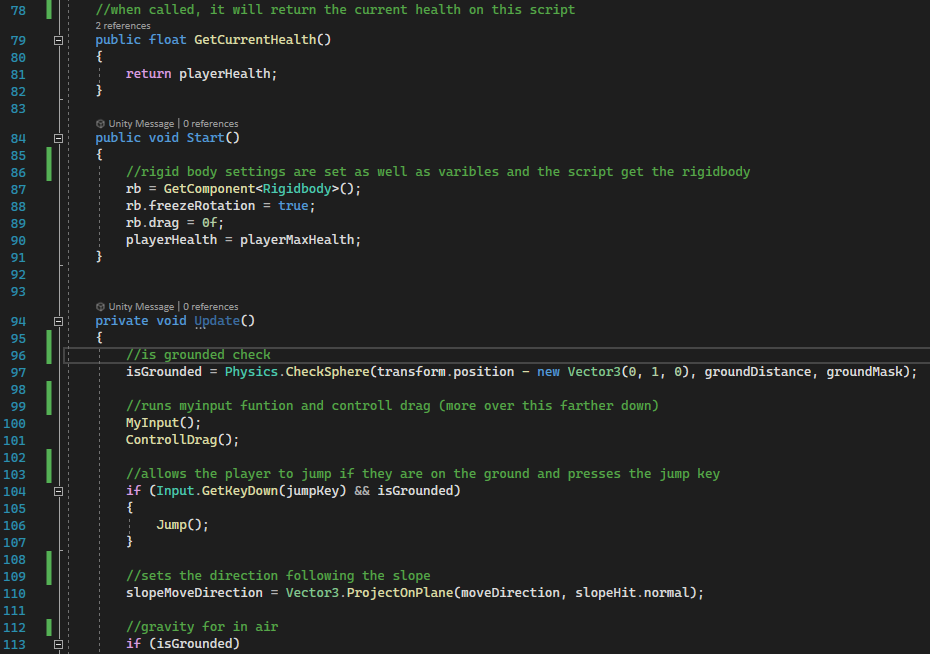 78 //when called, it will return the current health on this script
2 references
79 public float GetCurrentHealth()
80 {
81 return playerHealth;
82 }
83
Unity Message | 0 references
84 public void Start()
85 {
86 //rigid body settings are set as well as varibles and the script get the rigidbody
87 rb = GetComponent<Rigidbody>();
88 rb.freezeRotation = true;
89 rb.drag = 0f;
90 playerHealth = playerMaxHealth;
91 }
92
93
Unity Message | 0 references
94 private void Update()
95 {
96 //is grounded check
97 isGrounded = Physics.CheckSphere(transform.position - new Vector3(0, 1, 0), groundDistance, groundMask);
98
99 //runs myinput funtion and controll drag (more over this farther down)
100 MyInput();
101 ControllDrag();
102
103 //allows the player to jump if they are on the ground and presses the jump key
104 if (Input.GetKeyDown(jumpKey) && isGrounded)
105 {
106 Jump();
107 }
108
109 //sets the direction following the slope
110 slopeMoveDirection = Vector3.ProjectOnPlane(moveDirection, slopeHit.normal);
111
112 //gravity for in air
113 if (isGrounded)